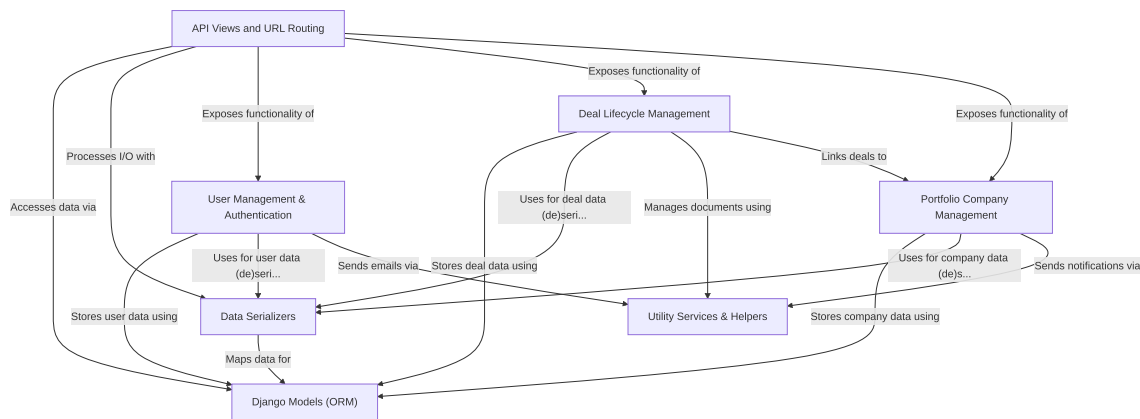 API Views and URL Routing
Exposes functionality of
Deal Lifecycle Management
Exposes functionality of
Exposes functionality of
Processes I/O with
Links deals to
User Management &
Authentication
Accesses data via
Uses for deal data
(de)seri...
Manages documents using
Portfolio Company
Management
Uses for user data
(de)seri...
Sends emails via
Stores deal data using
Uses for company data
(de)s...
Sends notifications via
Stores user data using
Data Serializers
Utility Services & Helpers
Stores company data using
Maps data for
Django Models (ORM)